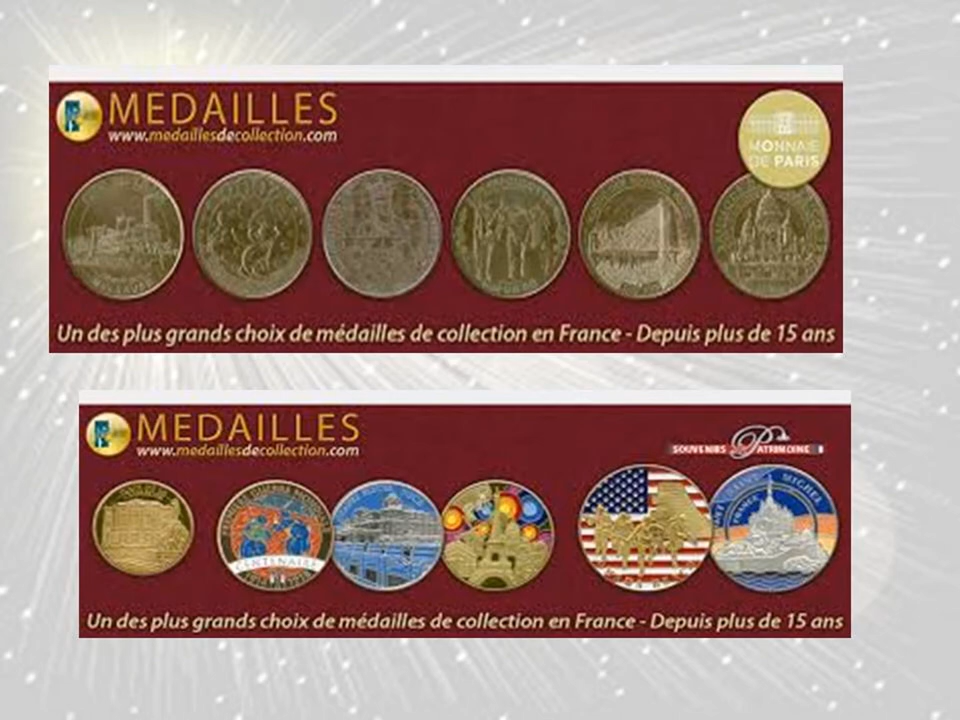 MEDAILLES
www.medaillesdecollection.com
MONNAIE
DE PARIS
Un des plus grands choix de médailles de collection en France - Depuis plus de 15 ans
MEDAILLES
www.medaillesdecollection.com
SOUVENIRS PATRIMOINE
CENTENAIRE
MICHEL
FRANCE
Un des plus grands choix de médailles de collection en France - Depuis plus de 15 ans